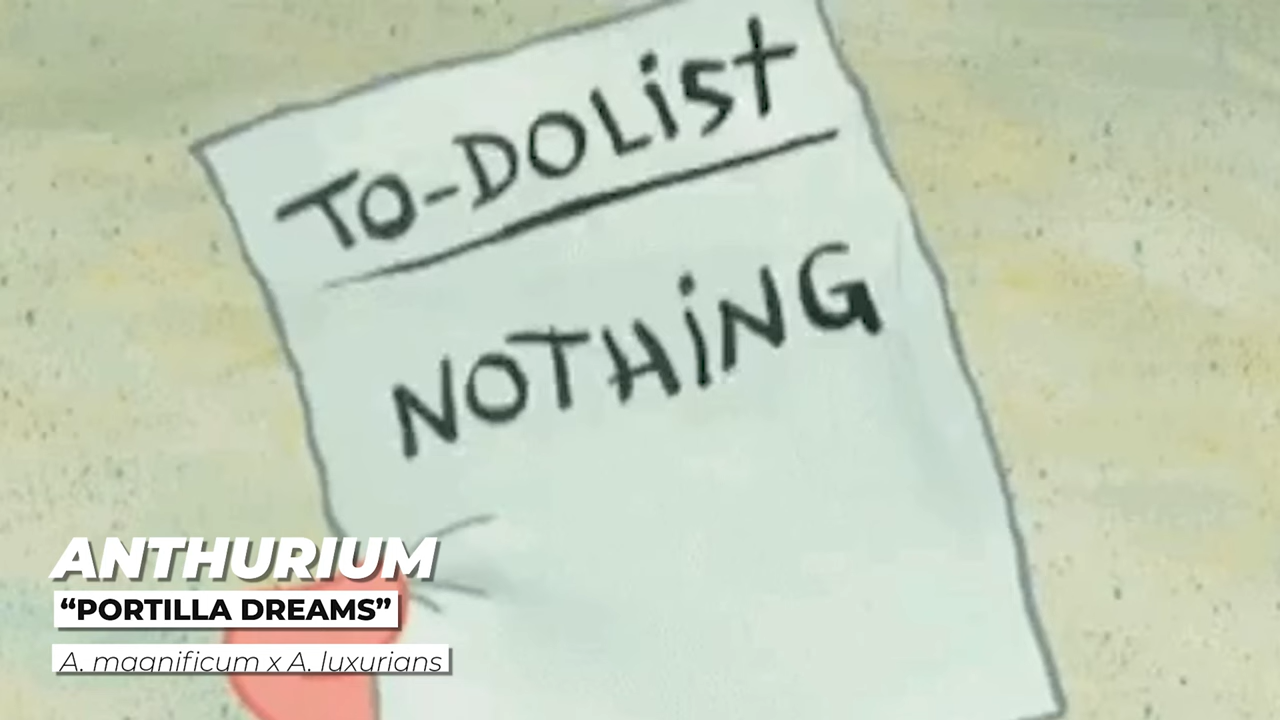 TO-DOLiST
NOTHiNG
ANTHURIUM
“PORTILLA DREAMS”
A. magnificum x A. luxurians